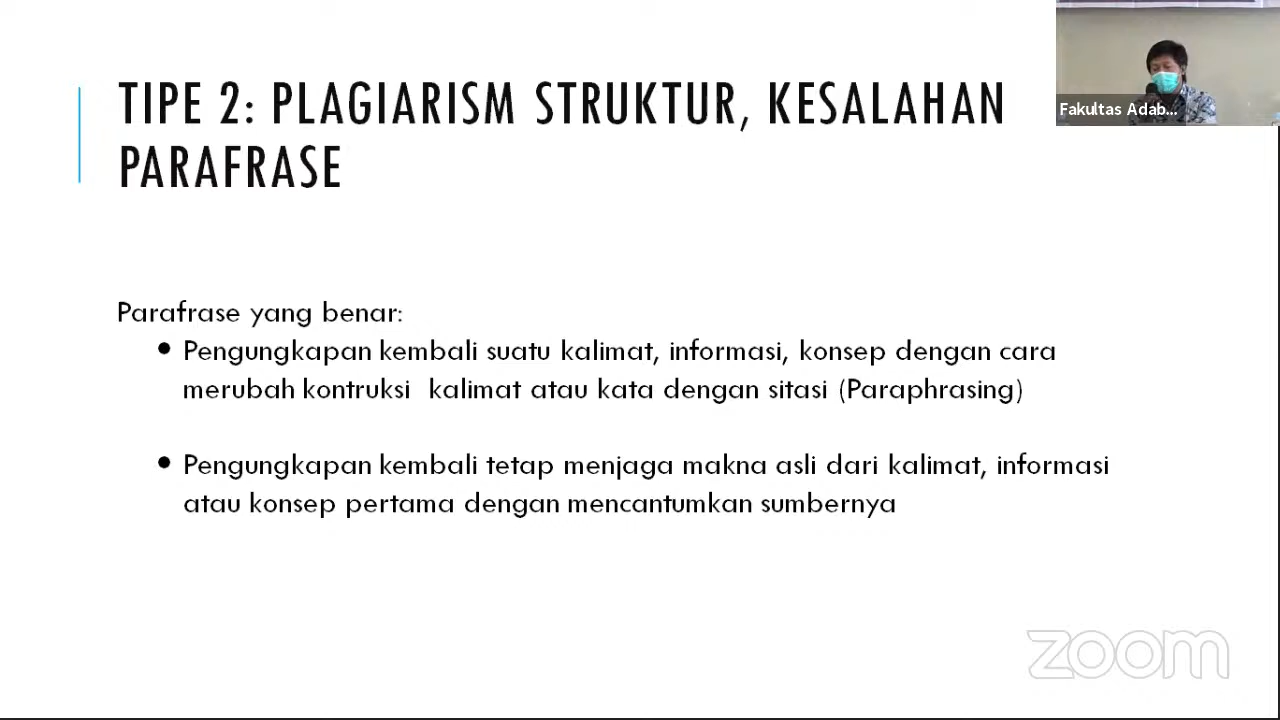 TIPE 2: PLAGIARISM STRUKTUR, KESALAHAN
PARAFRASE
Fakultas Adab...
Parafrase yang benar:
• Pengungkapan kembali suatu kalimat, informasi, konsep dengan cara
merubah kontruksi kalimat atau kata dengan sitasi (Paraphrasing)
• Pengungkapan kembali tetap menjaga makna asli dari kalimat, informasi
atau konsep pertama dengan mencantumkan sumbernya
zoom